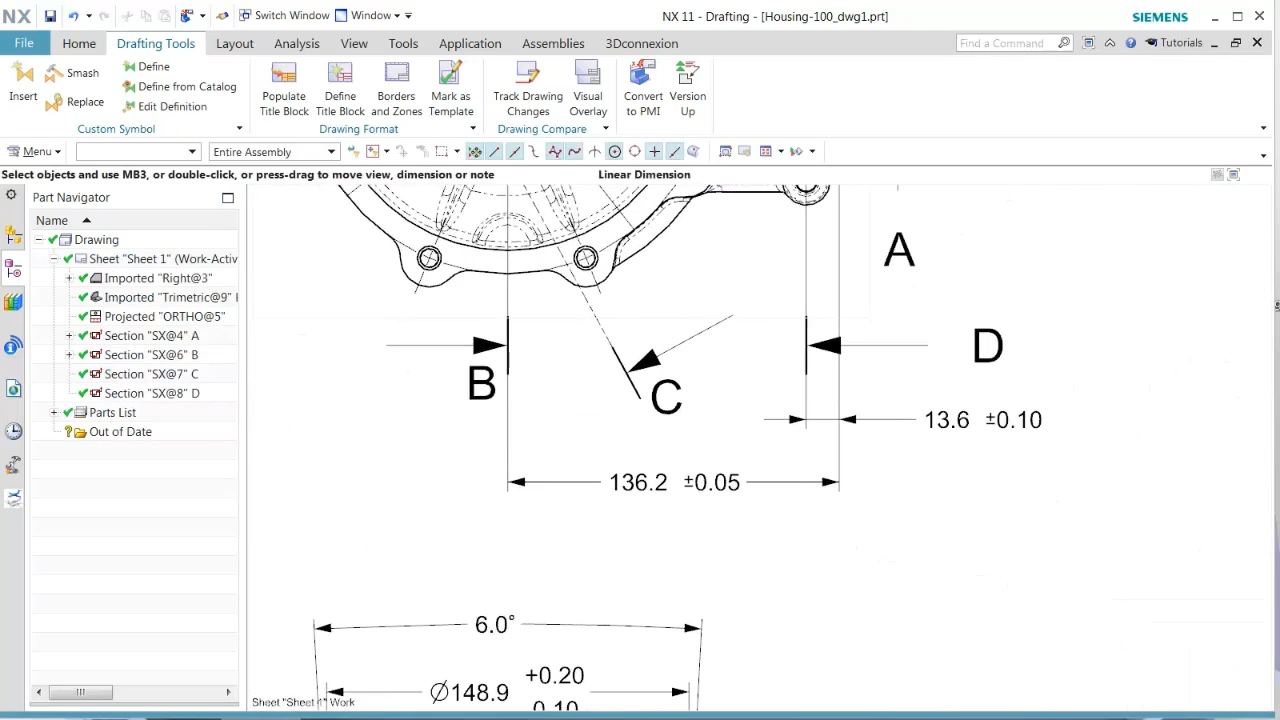 NX Switch Window Window NX 11 - Drafting - [Housing-100_dwg1.prt] SIEMENS
File Home Drafting Tools Layout Analysis View Tools Applications Assemblies 3Dconnexion Find a Command Tutorials
Insert Smash Replace Define Define from Catalog Edit Definition
Populate Title Block Define Title Block Borders and Zones Mark as Template Track Drawing Changes Visual Overlay Convert to PMI Version Up
Custom Symbol Drawing Format Drawing Compare
Menu Entire Assembly
Select objects and use MB3, or double-click, or press-drag to move view, dimension or note Linear Dimension
Part Navigator
Name
Drawing
Sheet "Sheet 1" (Work-Activ
Imported "Right@3"
Imported "Trimetric@9"
Projected "ORTHO@5"
Section "SX@4" A
Section "SX@6" B
Section "SX@7" C
Section "SX@8" D
Parts List
Out of Date
A
D
B
C
13.6 ±0.10
136.2 ±0.05
6.0°
+0.20
Ø148.9
0.10
Sheet "Sheet 1" Work